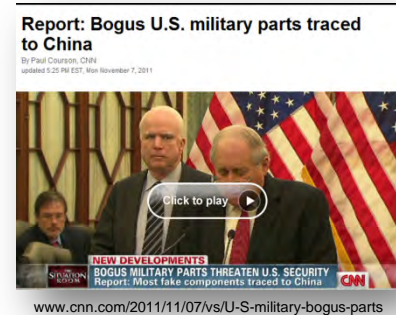 Report: Bogus U.S. military parts traced
to China
By Paul Courson, CNN
updated 5:25 PM EST, Mon November 7, 2011
Click to play
NEW DEVELOPMENTS
THE
SITUATION
ROOM
BOGUS MILITARY PARTS THREATEN U.S. SECURITY
Report: Most fake components traced to China
CNN
www.cnn.com/2011/11/07/vs/U-S-military-bogus-parts